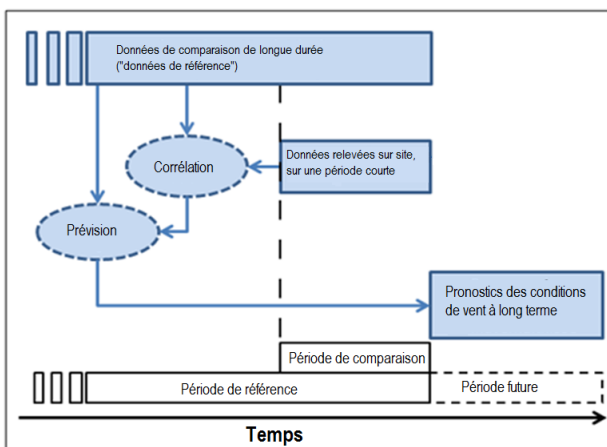 Données de comparaison de longue durée
("données de référence")
Corrélation
Données relevées sur site,
sur une période courte
Prévision
Pronostics des conditions
de vent à long terme
Période de comparaison
Période de référence
Période future
Temps